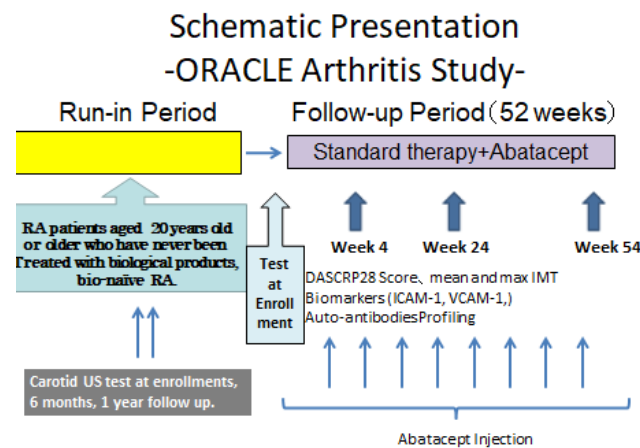 Schematic Presentation
-ORACLE Arthritis Study-
Run-in Period
Follow-up Period(52 weeks)
Standard therapy+Abatacept
RA patients aged 20 years old
or older who have never been
Treated with biological products,
bio-naïve RA.
Test
at
Enroll
ment
Week 4
Week 24
Week 54
DASCRP28 Score、mean and max IMT
Biomarkers (ICAM-1, VCAM-1,)
Auto-antibodiesProfiling
Carotid US test at enrollments,
6 months, 1 year follow up.
Abatacept Injection